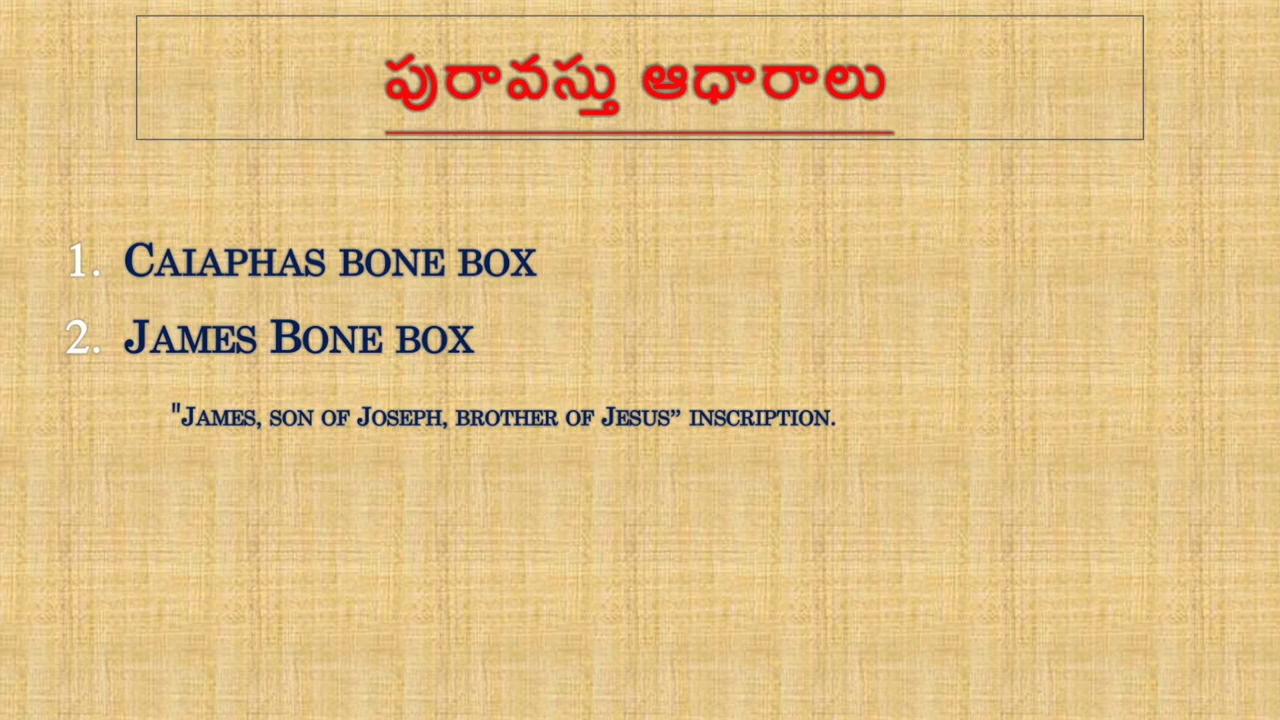 పురావస్తు ఆధారాలు
1. Caiaphas bone box
2. James Bone box
"James, son of Joseph, brother of Jesus” inscription.